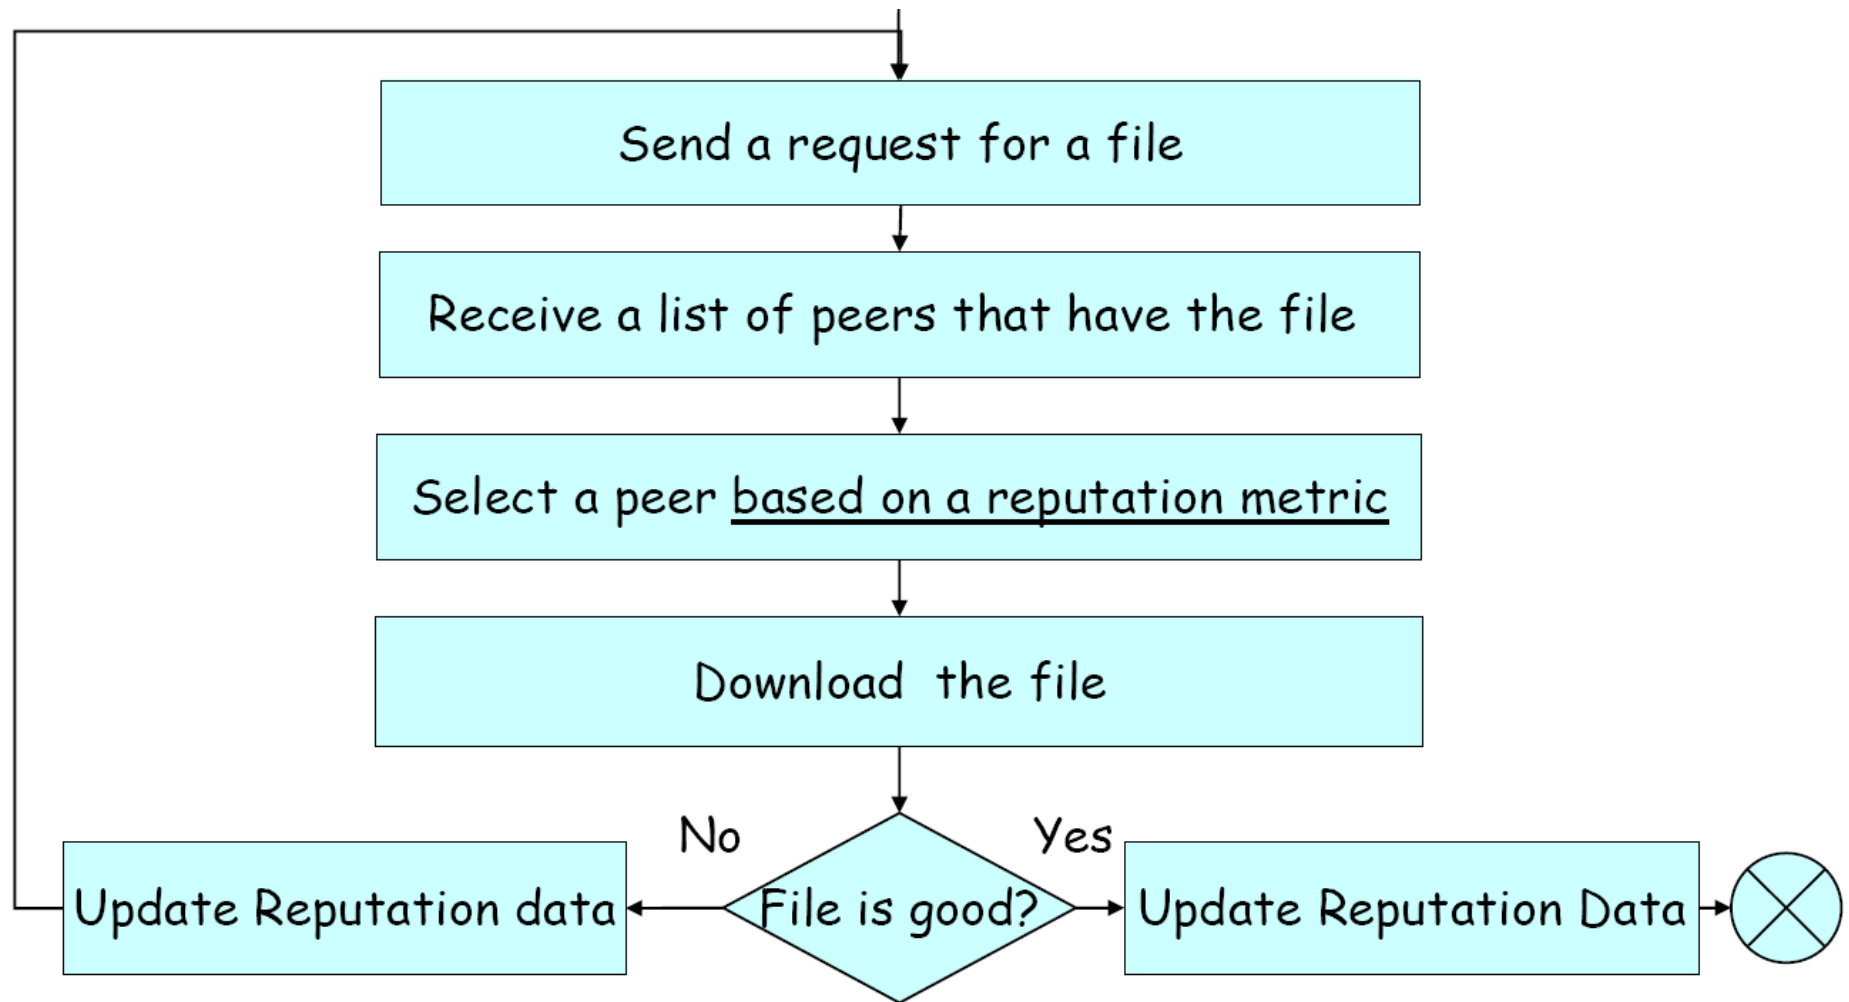 Send a request for a file
Receive a list of peers that have the file
Select a peer based on a reputation metric
Download the file
No
Yes
Update Reputation data
File is good?
Update Reputation Data